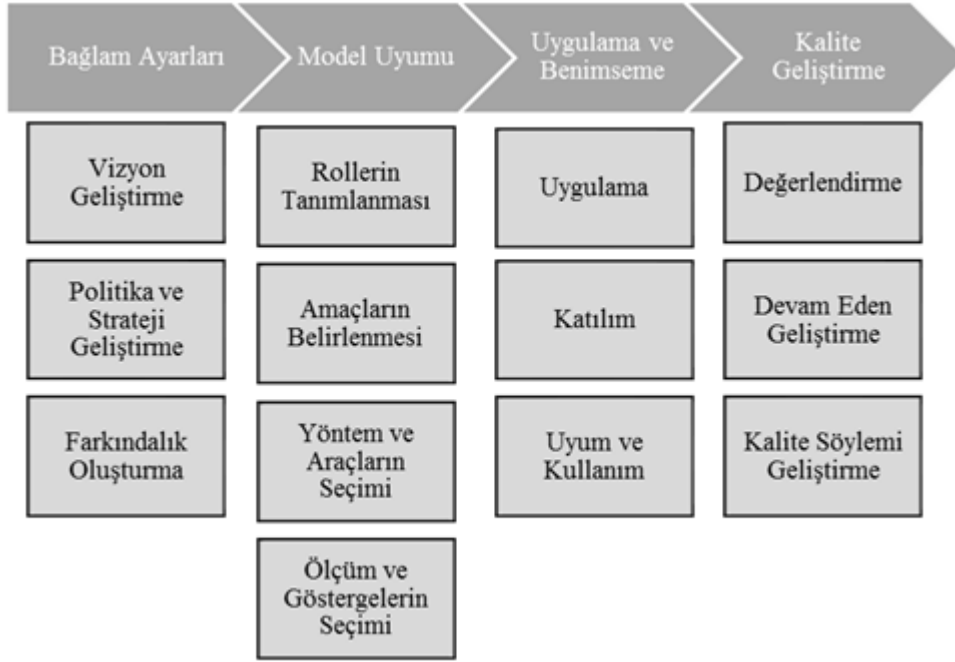 Bağlam Ayarları
Model Uyumu
Uygulama ve
Benimseme
Kalite
Geliştirme
Vizyon
Geliştirme
Politika ve
Strateji
Geliştirme
Farkındalık
Oluşturma
Rollerin
Tanımlanması
Amaçların
Belirlenmesi
Yöntem ve
Araçların
Seçimi
Ölçüm ve
Göstergelerin
Seçimi
Uygulama
Katılım
Uyum ve
Kullanım
Değerlendirme
Devam Eden
Geliştirme
Kalite Söylemi
Geliştirme